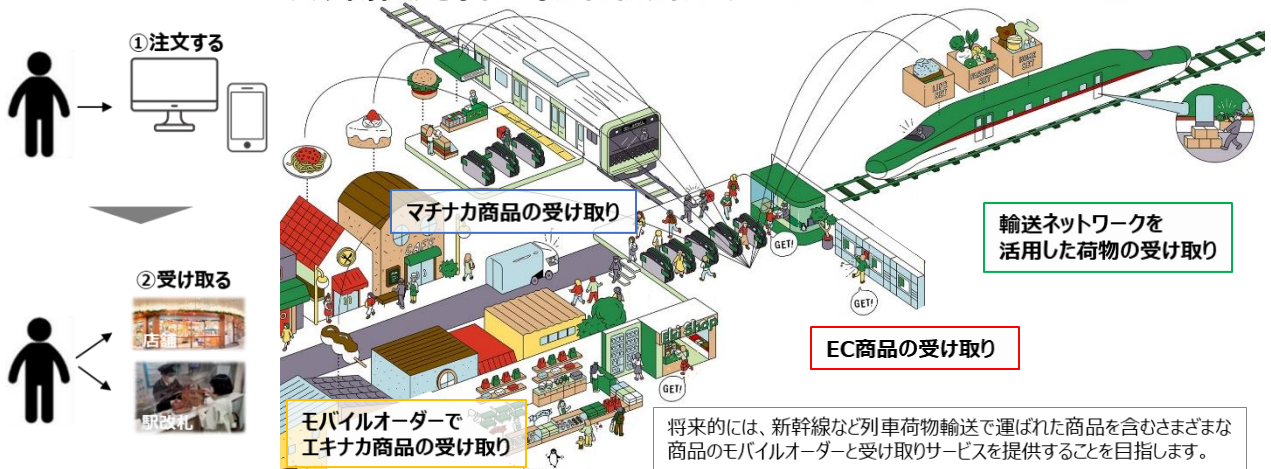 ①注文する
②受け取る
店舗
駅改札
マチナカ商品の受け取り
CAFE
GET!
GET!
GET!
Eki Shop
輸送ネットワークを
活用した荷物の受け取り
EC商品の受け取り
モバイルオーダーで
エキナカ商品の受け取り
将来的には、新幹線など列車荷物輸送で運ばれた商品を含むさまざまな
商品のモバイルオーダーと受け取りサービスを提供することを目指します。
LIFE
SET
HOME
SET